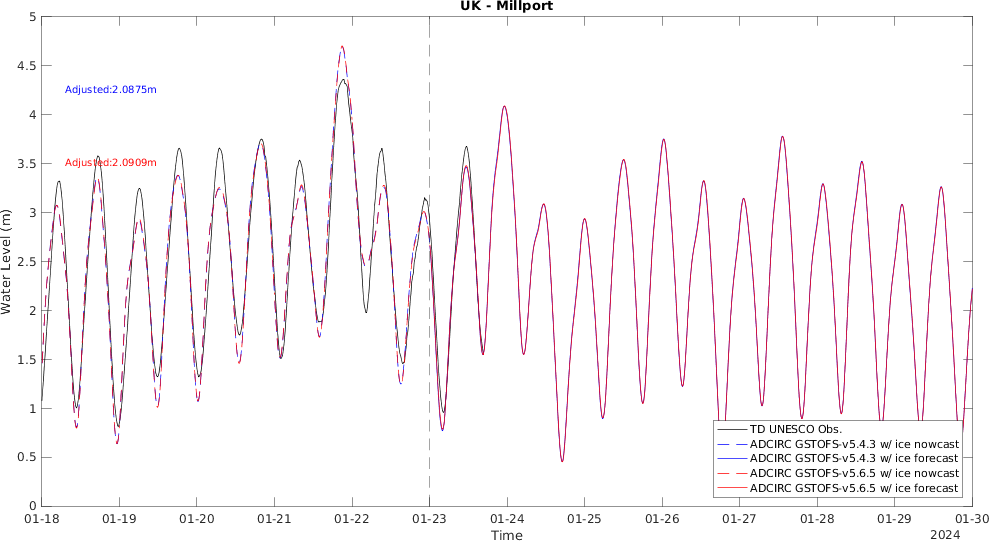 UK - Millport
5
4.5
4
3.5
3
2.5
2
1.5
1
0.5
0
Water Level (m)
Adjusted:2.0875m
Adjusted:2.0909m
TD UNESCO Obs.
ADCIRC GSTOFS-v5.4.3 w/ ice nowcast
ADCIRC GSTOFS-v5.4.3 w/ ice forecast
ADCIRC GSTOFS-v5.6.5 w/ ice nowcast
ADCIRC GSTOFS-v5.6.5 w/ ice forecast
01-18 01-19 01-20 01-21 01-22 01-23 01-24 01-25 01-26 01-27 01-28 01-29 01-30
Time
2024